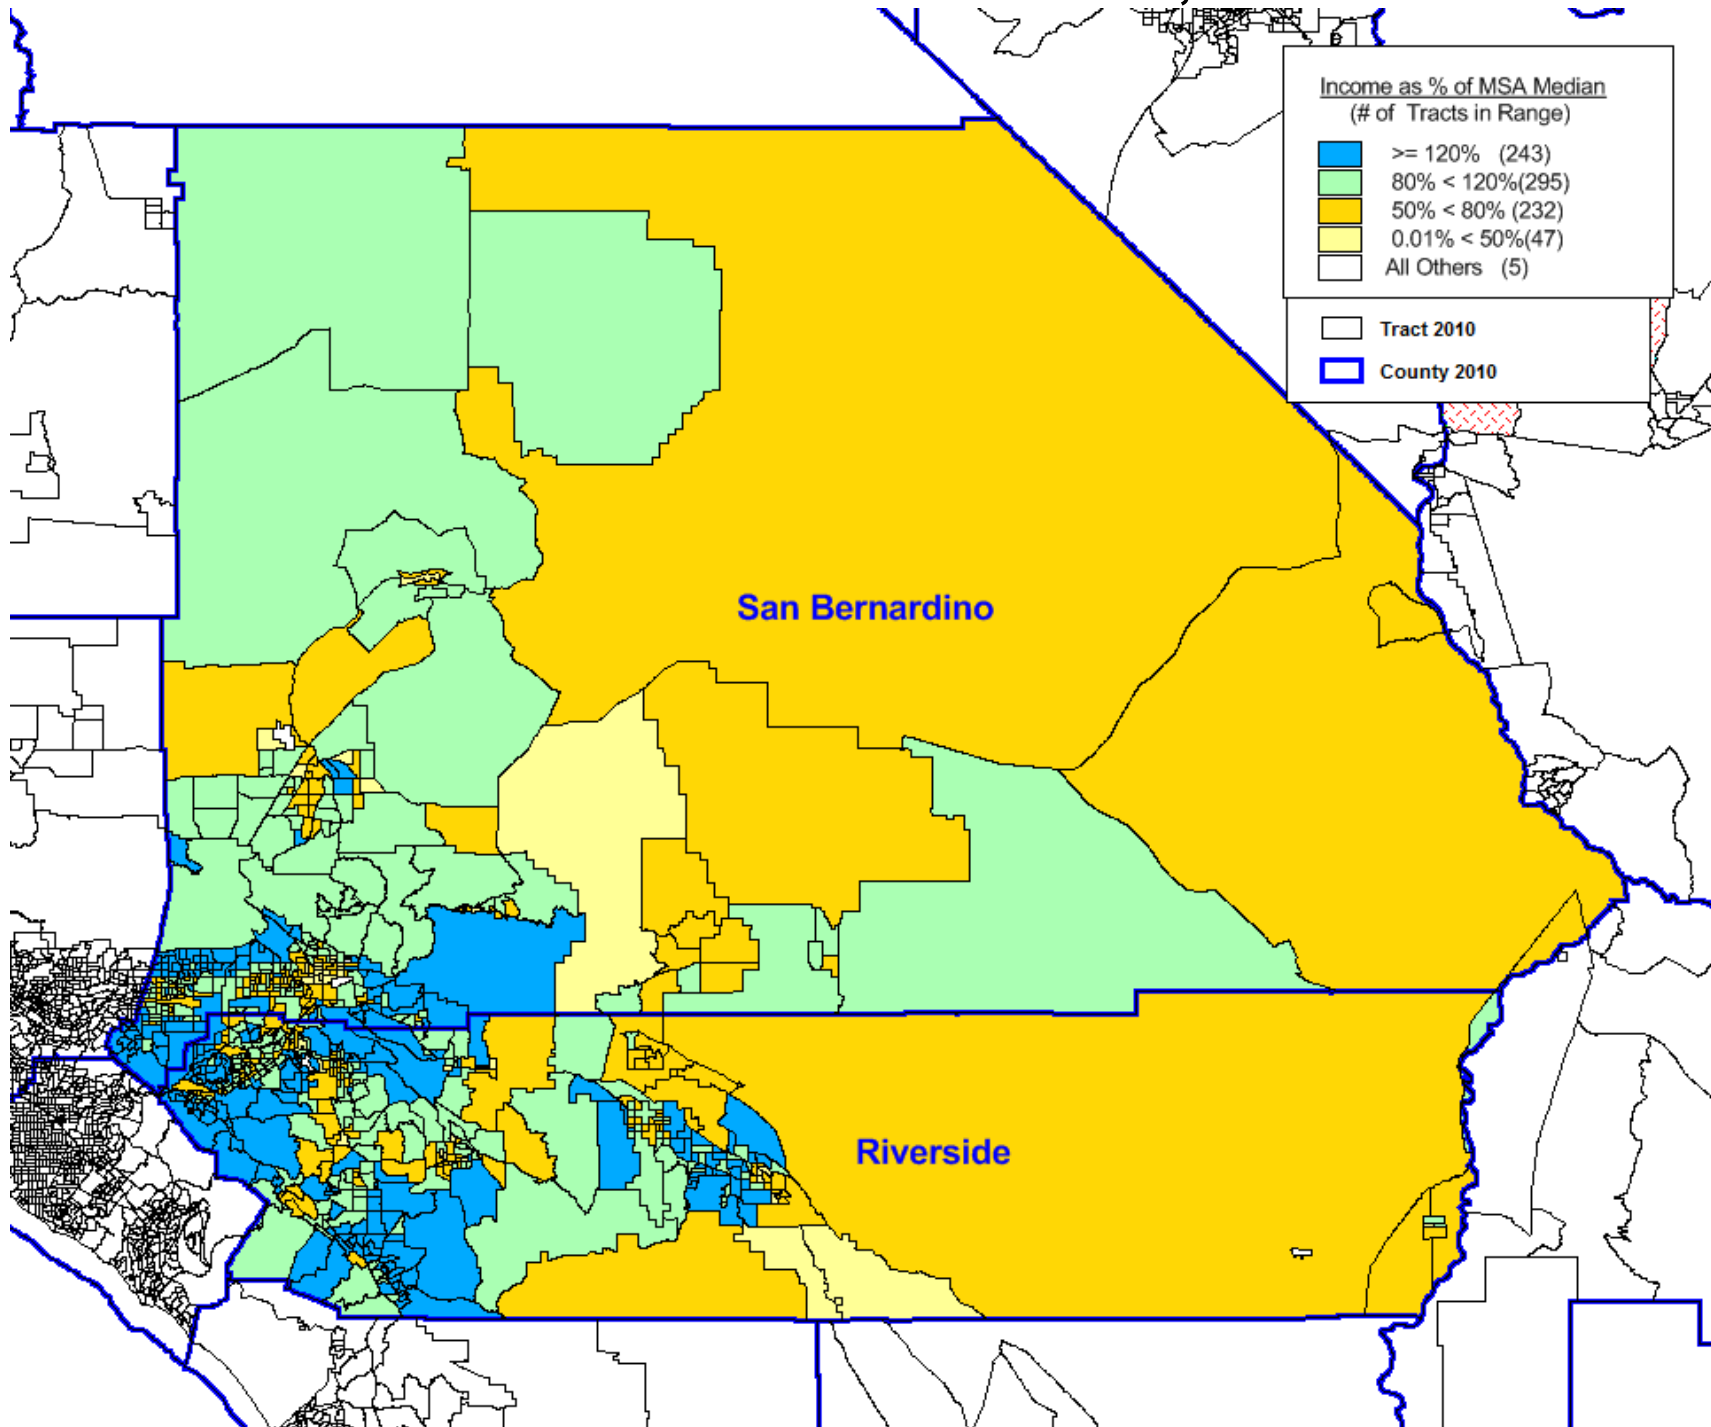 Income as % of MSA Median
(# of Tracts in Range)
>= 120% (243)
80% < 120%(295)
50% < 80% (232)
0.01% < 50%(47)
All Others (5)
Tract 2010
County 2010
San Bernardino
Riverside